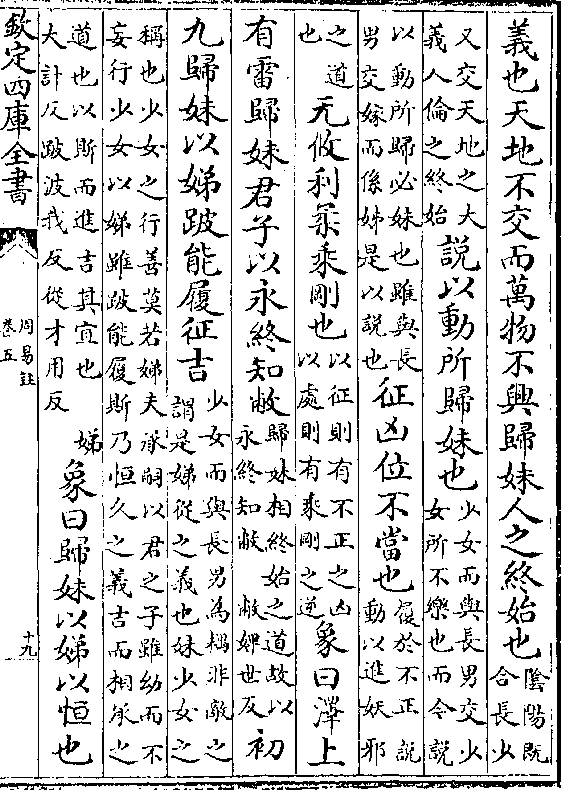 義也天地不交而萬物不興歸妹人之終始也陰陽既合長少
又交天地之大義人倫之終始說以動所歸妹也少女而與長男交少女所不樂也而今說
以動所歸必妹也雖與長男交嫁而係娣是以說也征凶位不當也履於不正說動以進妖邪
之道也无攸利柔乘剛也以征則有不正之凶以處則有乘剛之逆象曰澤上
有雷歸妹君子以永終知敝歸妹相終始之道故以永終知敝 敝婢世反初
九歸妹以娣跛能履征吉少女而與長男為耦非敵之謂是娣從之義也妹少女之
稱也少女之行善莫若娣夫承嗣以君之子雖幼而不妄行少女以娣雖跛能履斯乃恒久之義吉而相承之
道也以斯而進吉其宜也 娣大計反跛波我反從才用反象曰歸妹以娣以恒也
欽定四庫全書
周易註
卷五
十九